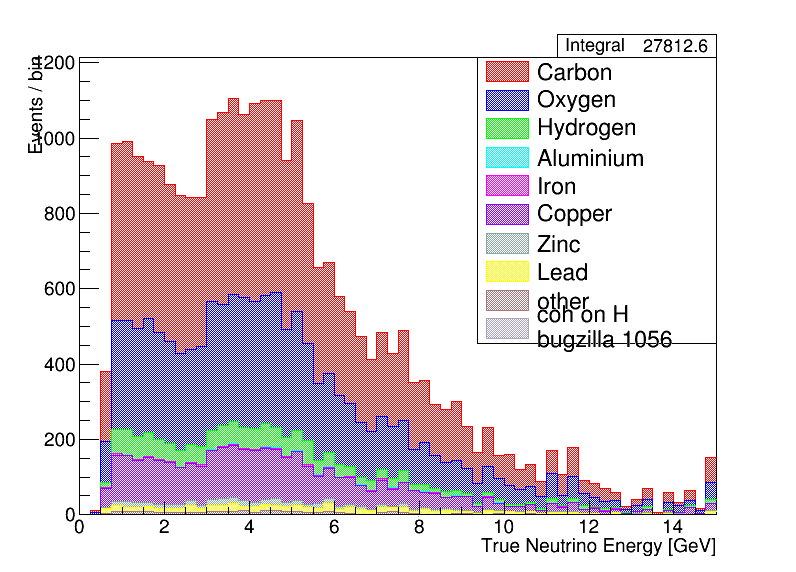 Integral 27812.6
Events / bin
1200
1000
800
600
400
200
0
Carbon
Oxygen
Hydrogen
Aluminium
Iron
Copper
Zinc
Lead
other
coh on H
bugzilla 1056
0 2 4 6 8 10 12 14
True Neutrino Energy [GeV]